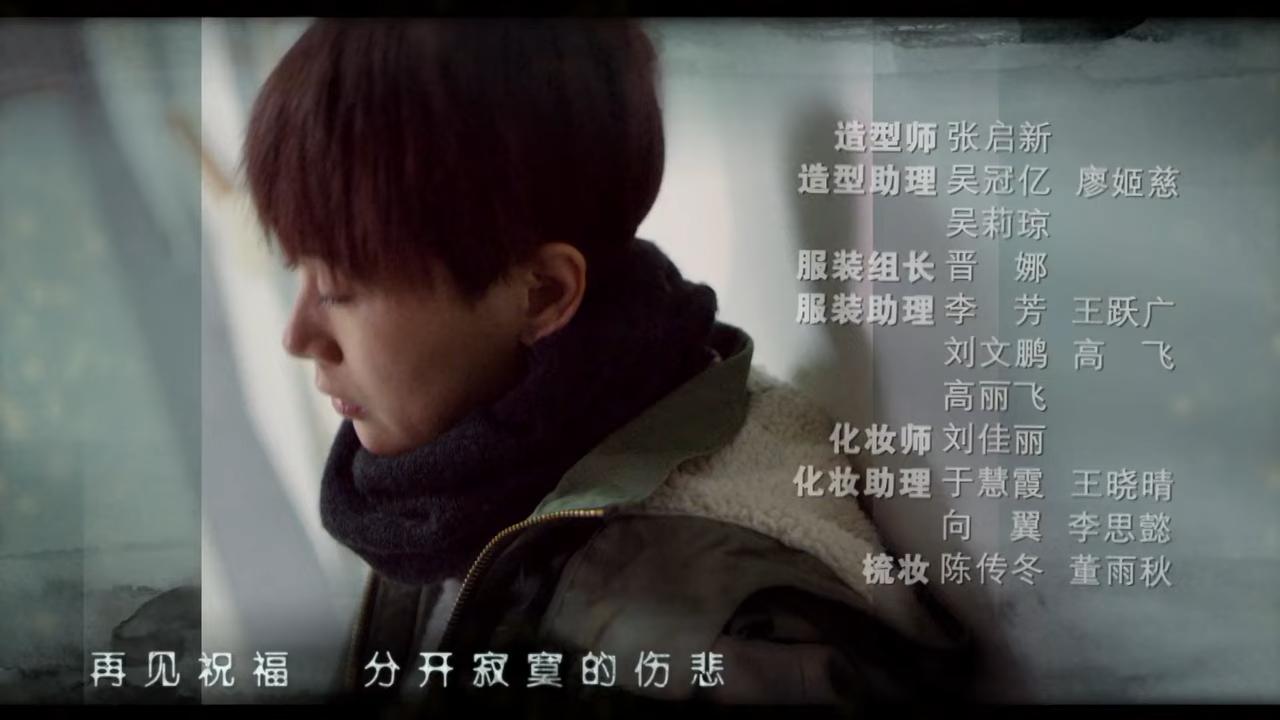 造型师 张启新
造型助理 吴冠亿 廖姬慈
吴莉琼
服装组长 晋 娜
服装助理 李 芳 王跃广
刘文鹏 高 飞
高丽飞
化妆师 刘佳丽
化妆助理 于慧霞 王晓晴
向 翼 李思懿
梳妆 陈传冬 董雨秋
再见祝福 分开寂寞的伤悲